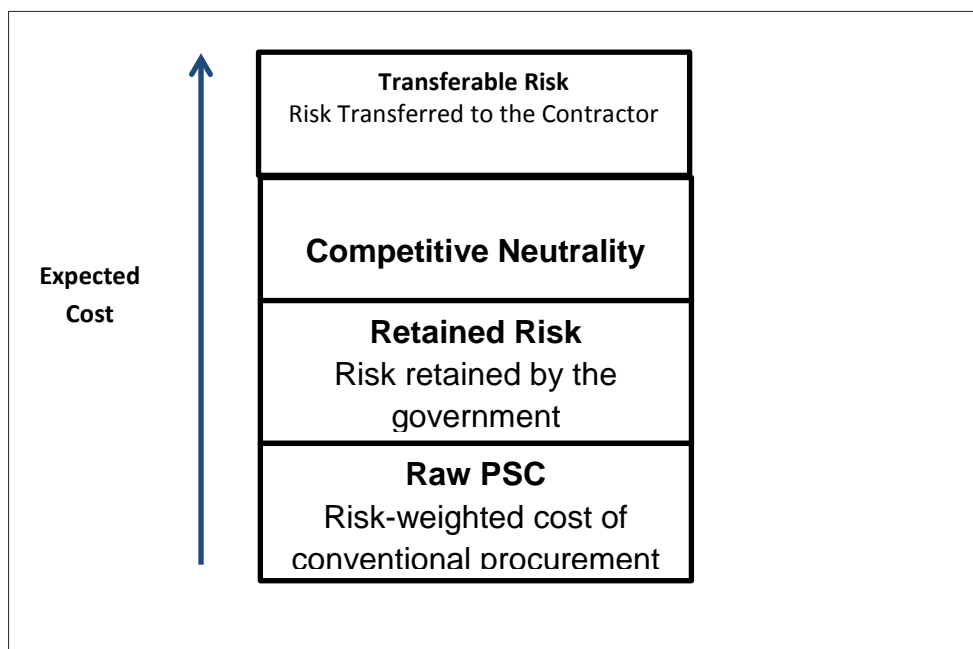 Transferable Risk
Risk Transferred to the Contractor
Competitive Neutrality
Expected
Cost
Retained Risk
Risk retained by the
government
Raw PSC
Risk-weighted cost of
conventional procurement